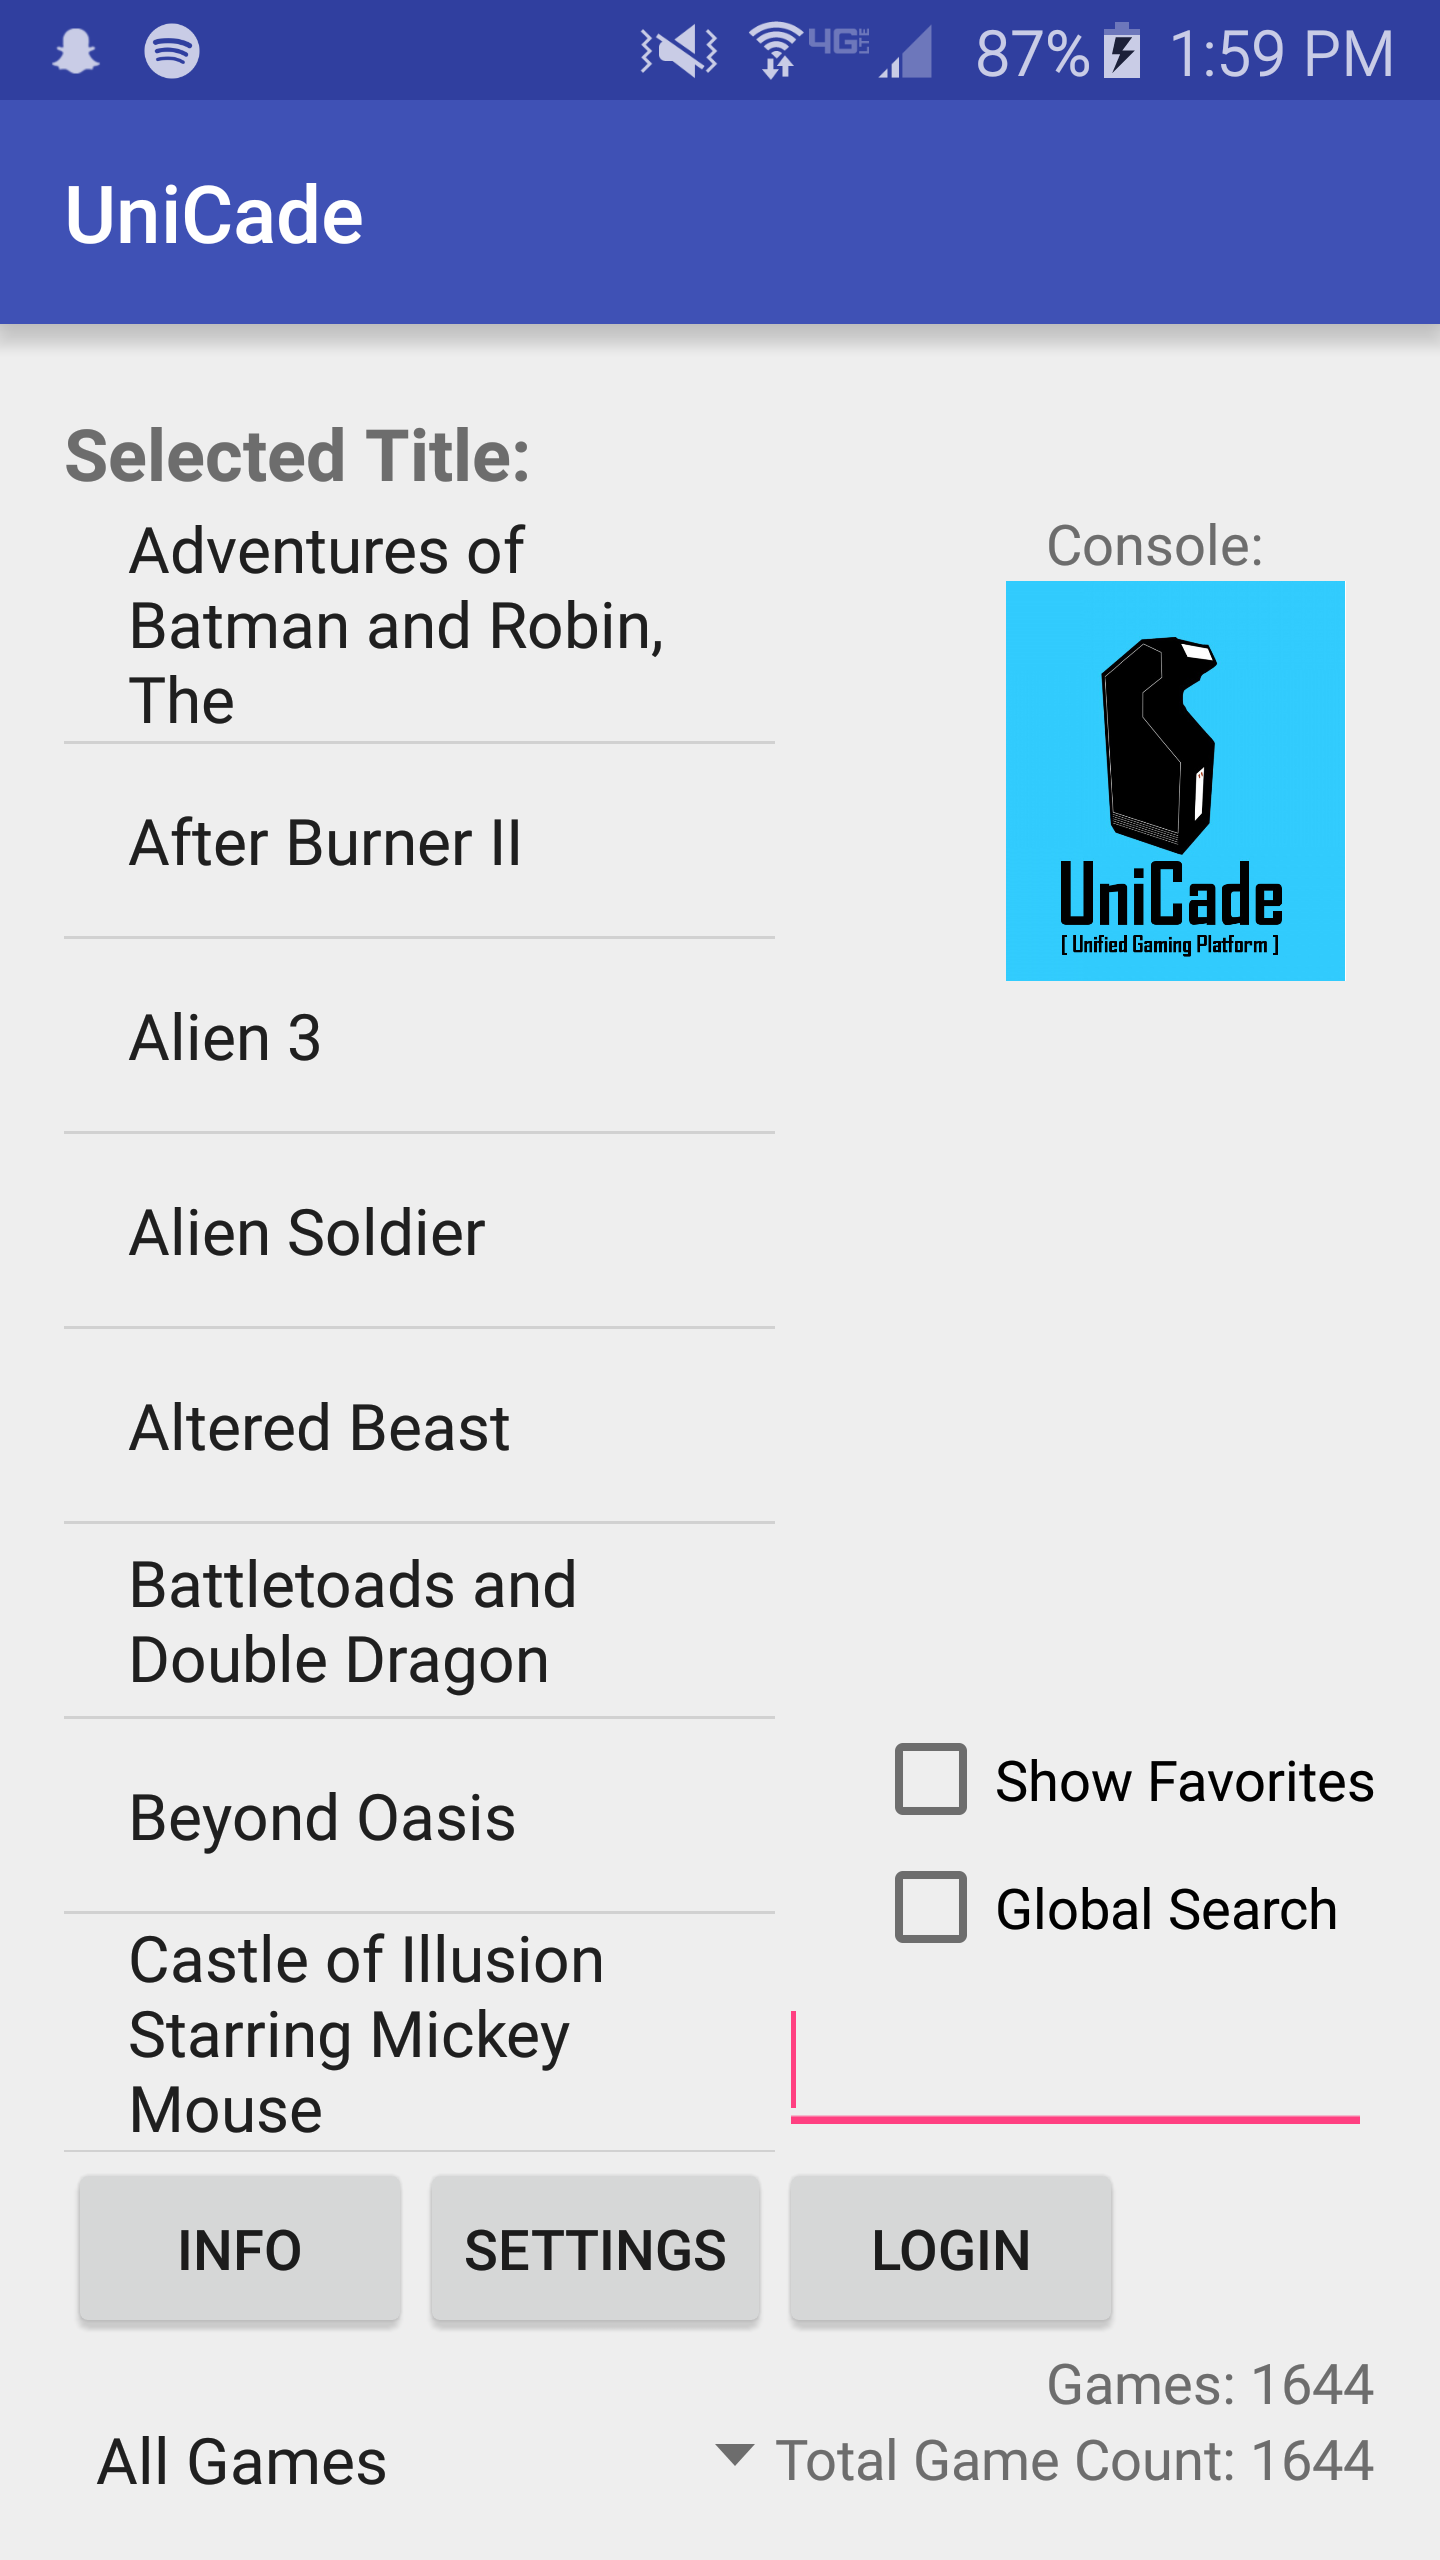 87% 1:59 PM
4G LTE
UniCade
Selected Title:
Adventures of
Batman and Robin,
The
After Burner II
Alien 3
Alien Soldier
Altered Beast
Battletoads and
Double Dragon
Beyond Oasis
Castle of Illusion
Starring Mickey
Mouse
Console:
UniCade
[ Unified Gaming Platform ]
Show Favorites
Global Search
INFO
SETTINGS
LOGIN
Games: 1644
All Games
Total Game Count: 1644